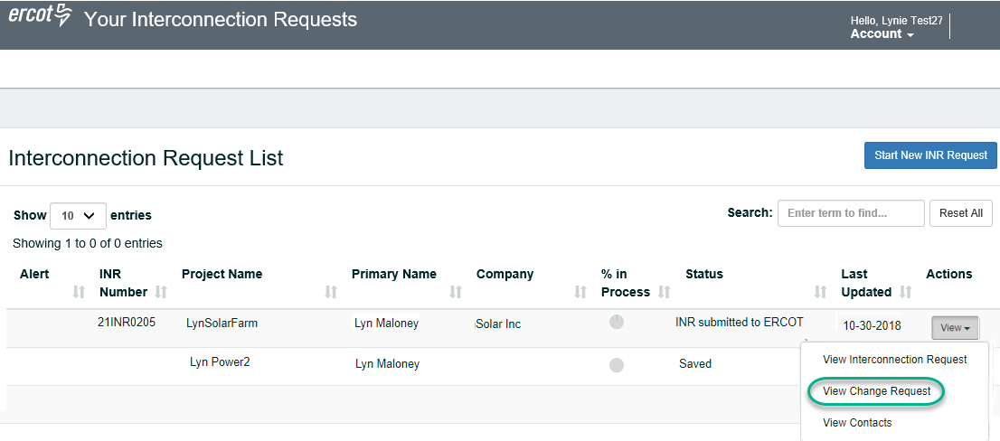 ercot Your Interconnection Requests
Hello, Lynie Test27
Account
Interconnection Request List
Start New INR Request
Show 10 entries
Search: Enter term to find... Reset All
Showing 1 to 0 of 0 entries
Alert INR Number Project Name Primary Name Company % in Process Status Last Updated Actions
21INR0205 LynSolarFarm Lyn Maloney Solar Inc INR submitted to ERCOT 10-30-2018 View
Lyn Power2 Lyn Maloney Saved
View Interconnection Request
View Change Request
View Contacts